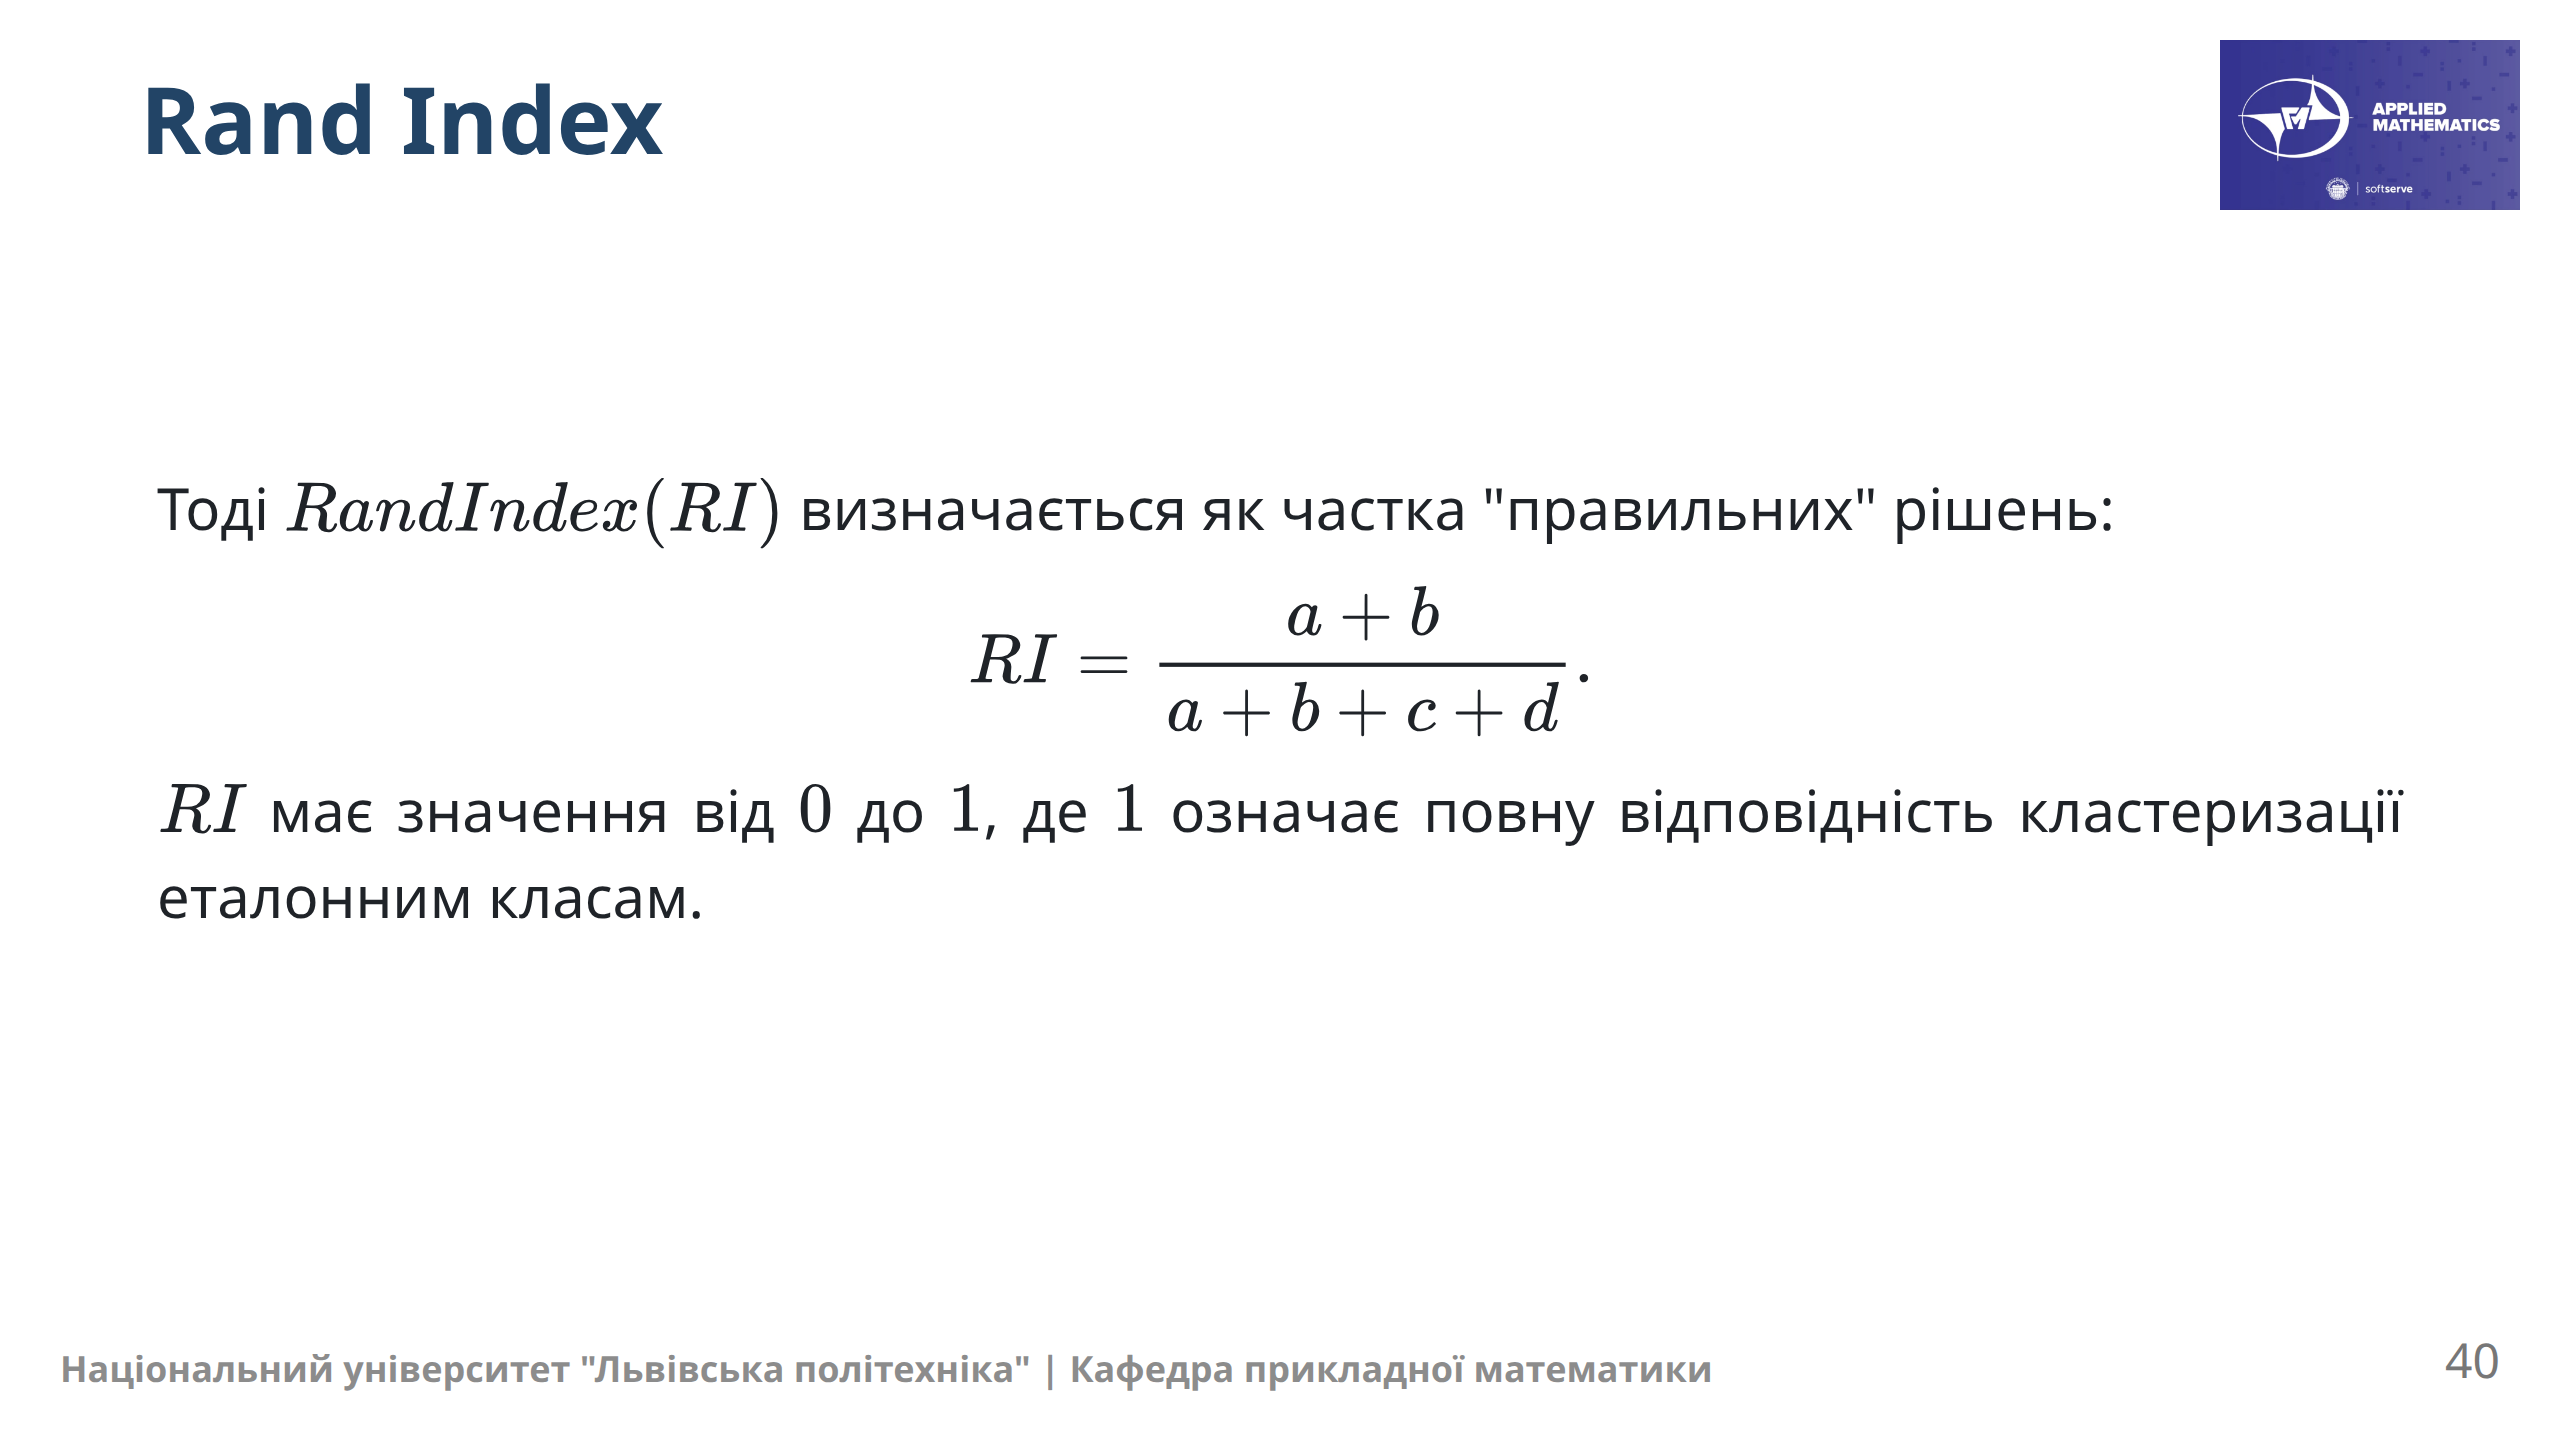 Rand Index
APPLIED
MATHEMATICS
softserve
Тоді RandIndex(RI) визначається як частка "правильних" рішень:
RI = \frac{a + b}{a + b + c + d}.
RI має значення від 0 до 1, де 1 означає повну відповідність кластеризації
еталонним класам.
Національний університет "Львівська політехніка" | Кафедра прикладної математики
40